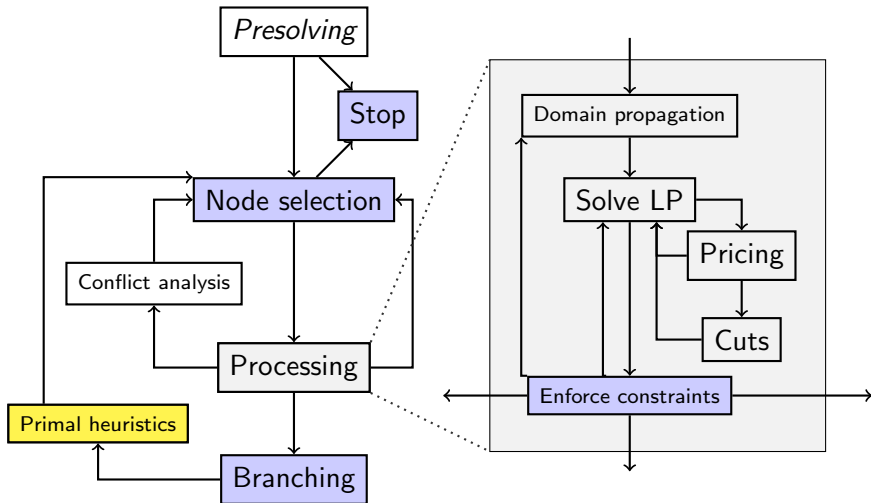 Presolving
Stop
Node selection
Conflict analysis
Processing
Primal heuristics
Branching
Domain propagation
Solve LP
Pricing
Cuts
Enforce constraints